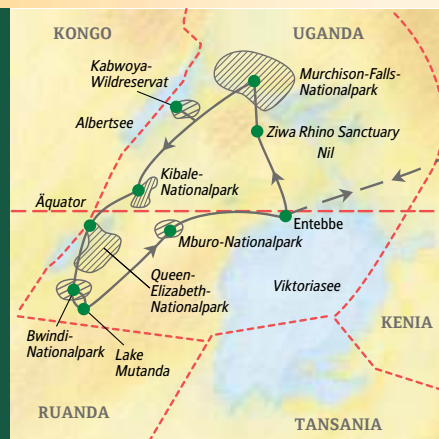 KONGO
UGANDA
Kabwoya-
Wildreservat
Murchison-Falls-
Nationalpark
Albertsee
Ziwa Rhino Sanctuary
Nil
Kibale-
Nationalpark
Äquator
Entebbe
Mburo-Nationalpark
Queen-
Elizabeth-
Nationalpark
Viktoriasee
KENIA
Bwindi-
Nationalpark
Lake
Mutanda
RUANDA
TANSANIA